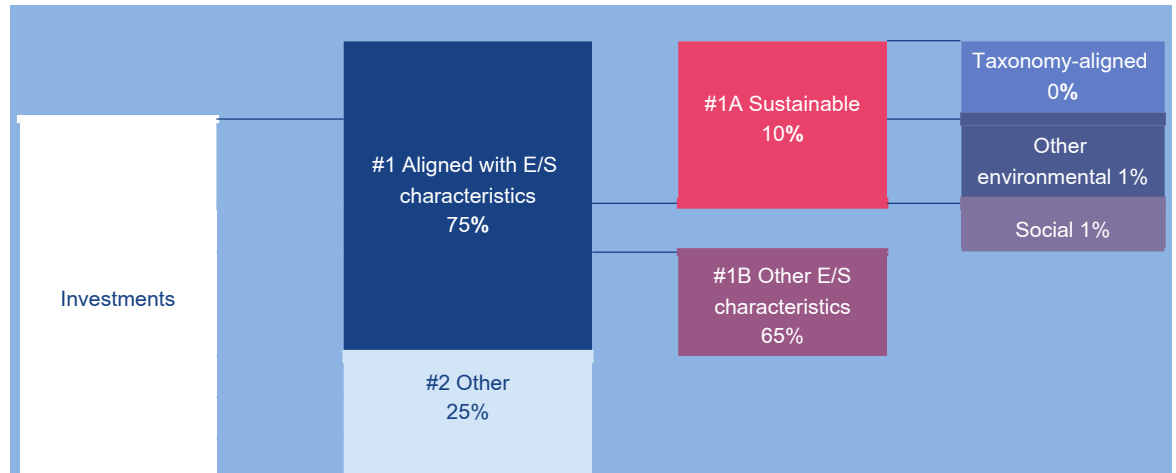 Investments
#1 Aligned with E/S
characteristics
75%
#2 Other
25%
#1A Sustainable
10%
#1B Other E/S
characteristics
65%
Taxonomy-aligned
0%
Other
environmental 1%
Social 1%